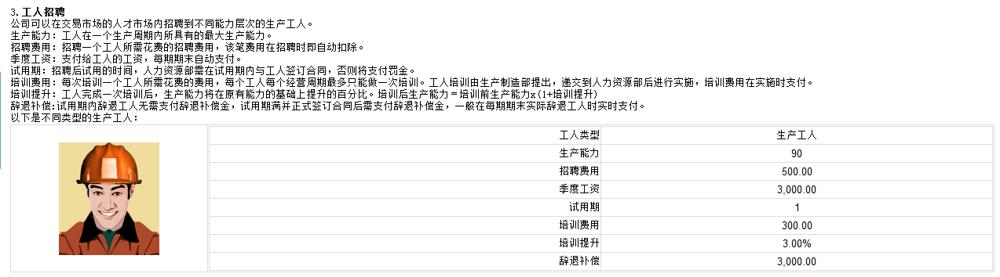 3.工人招聘
公司可以在交易市场的人才市场内招聘到不同能力层次的生产工人。
生产能力：工人在一个生产周期内所具有的最大生产能力。
招聘费用：招聘一个工人所需花费的招聘费用，该笔费用在招聘时即自动扣除。
季度工资：支付给工人的工资，每期期末自动支付。
试用期：招聘后试用的时间，人力资源部需在试用期内与工人签订合同，否则将支付罚金。
培训费用：每次培训一个工人所需花费的费用，每个工人每个经营周期最多只能做一次培训。工人培训由生产制造部提出，递交到人力资源部后进行实施，培训费用在实施时支付。
培训提升：工人完成一次培训后，生产能力将在原有能力的基础上提升的百分比。培训后生产能力＝培训前生产能力x(1+培训提升)
辞退补偿:试用期内辞退工人无需支付辞退补偿金，试用期满并正式签订合同后需支付辞退补偿金，一般在每期期末实际辞退工人时实时支付。
以下是不同类型的生产工人：
工人类型 生产工人
生产能力 90
招聘费用 500.00
季度工资 3,000.00
试用期 1
培训费用 300.00
培训提升 3.00%
辞退补偿 3,000.00